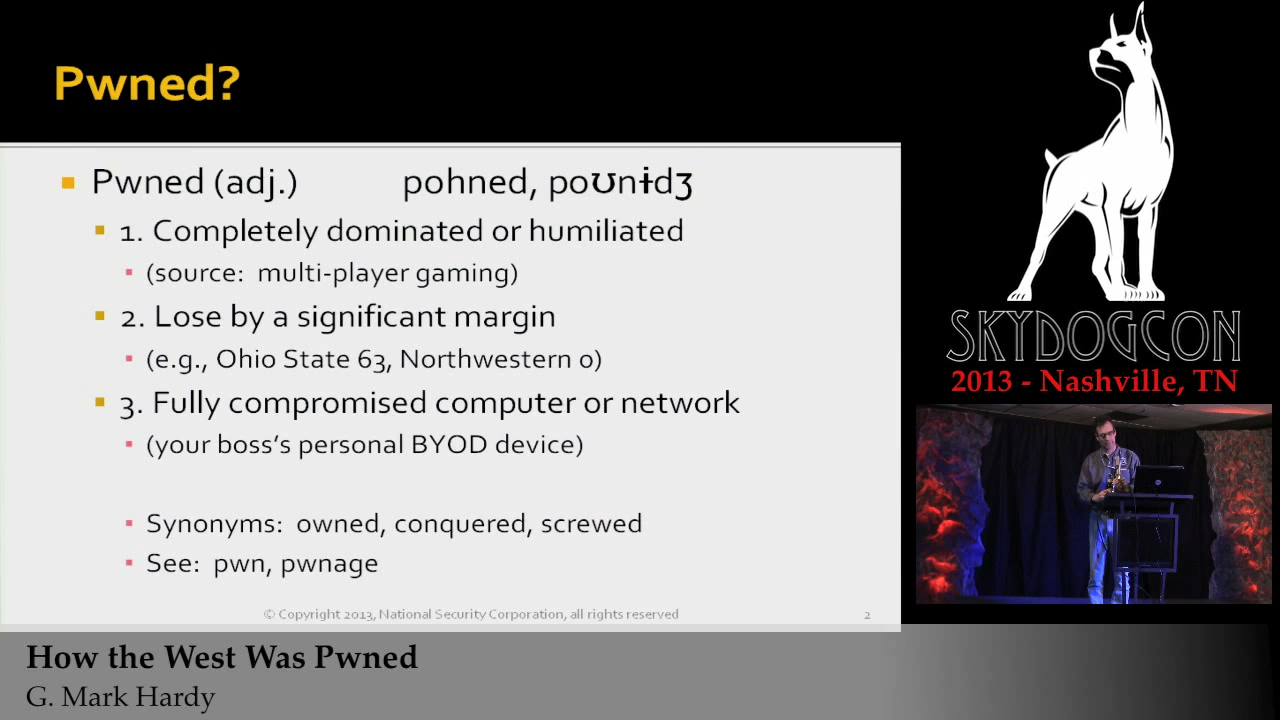 Pwned?
Pwned (adj.) pohned, poʊnɨdʒ
1. Completely dominated or humiliated
(source: multi-player gaming)
2. Lose by a significant margin
(e.g., Ohio State 63, Northwestern 0)
3. Fully compromised computer or network
(your boss's personal BYOD device)
Synonyms: owned, conquered, screwed
See: pwn, pwnage
© Copyright 2013, National Security Corporation, all rights reserved 2
SKYDOGCON
2013 - Nashville, TN
How the West Was Pwned
G. Mark Hardy